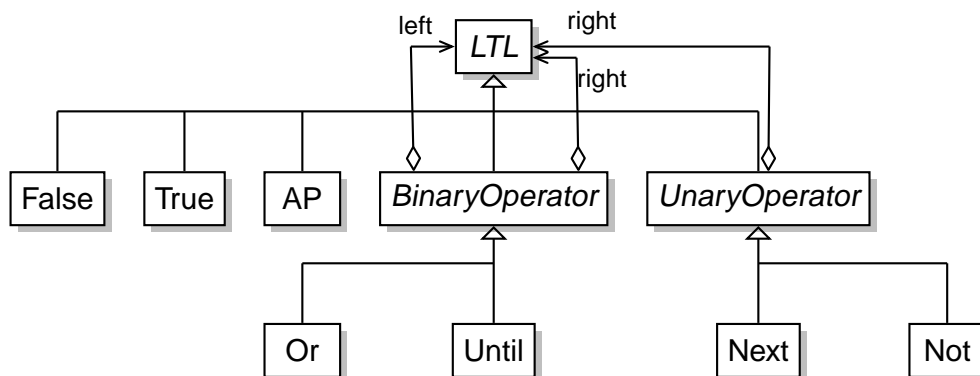 left
right
LTL
right
False
True
AP
BinaryOperator
UnaryOperator
Or
Until
Next
Not